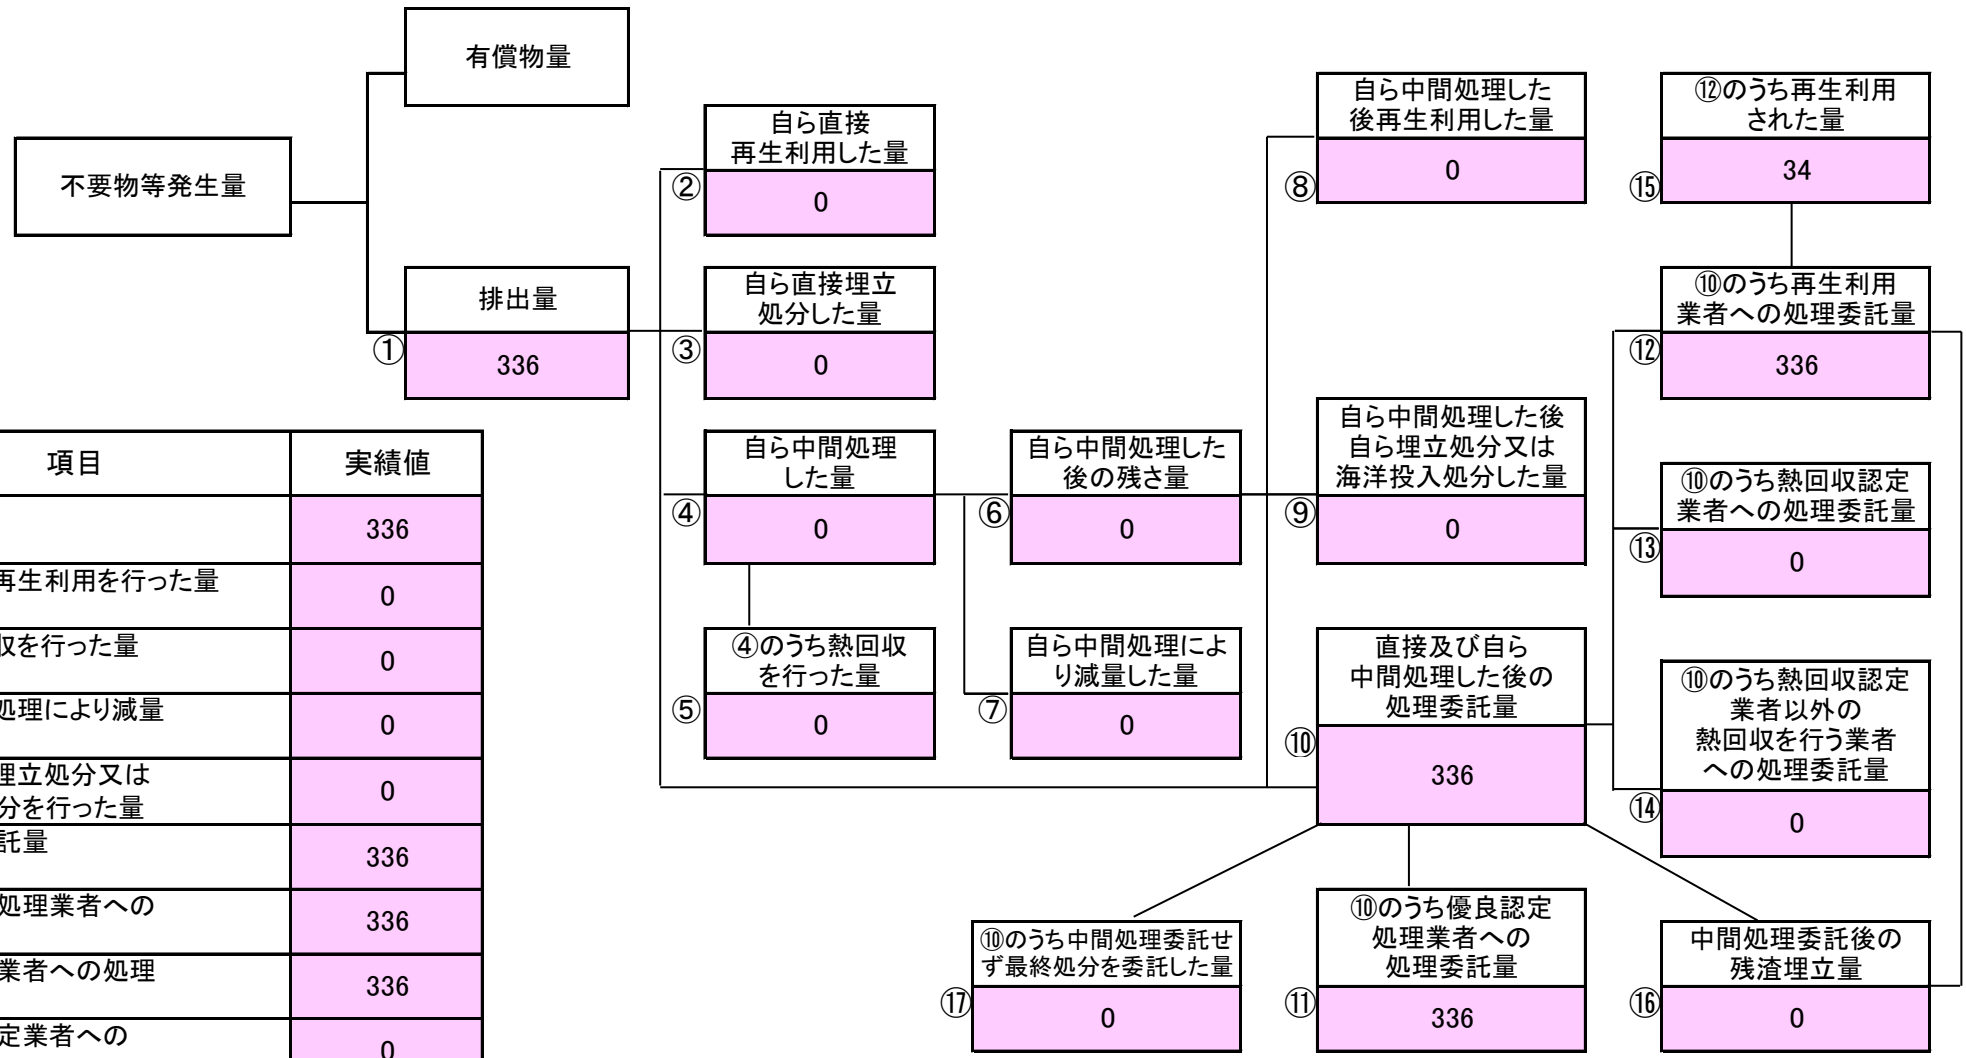 有償物量
不要物等発生量
排出量
①
336
自ら直接
再生利用した量
②
0
自ら直接埋立
処分した量
③
0
自ら中間処理
した量
④
0
④のうち熱回収
を行った量
⑤
0
自ら中間処理した
後の残さ量
⑥
0
自ら中間処理によ
り減量した量
⑦
0
自ら中間処理した
後再生利用した量
⑧
0
自ら中間処理した後
自ら埋立処分又は
海洋投入処分した量
⑨
0
直接及び自ら
中間処理した後の
処理委託量
⑩
336
⑫のうち再生利用
された量
⑮
34
⑩のうち再生利用
業者への処理委託量
⑫
336
⑩のうち熱回収認定
業者への処理委託量
⑬
0
⑩のうち熱回収認定
業者以外の
熱回収を行う業者
への処理委託量
⑭
0
⑩のうち中間処理委託せ
ず最終処分を委託した量
⑰
0
⑩のうち優良認定
処理業者への
処理委託量
⑪
336
中間処理委託後の
残渣埋立量
⑯
0
項目 実績値
336
再生利用を行った量
0
収を行った量
0
処理により減量
0
埋立処分又は
分を行った量
0
託量
336
処理業者への
336
業者への処理
336
定業者への
0